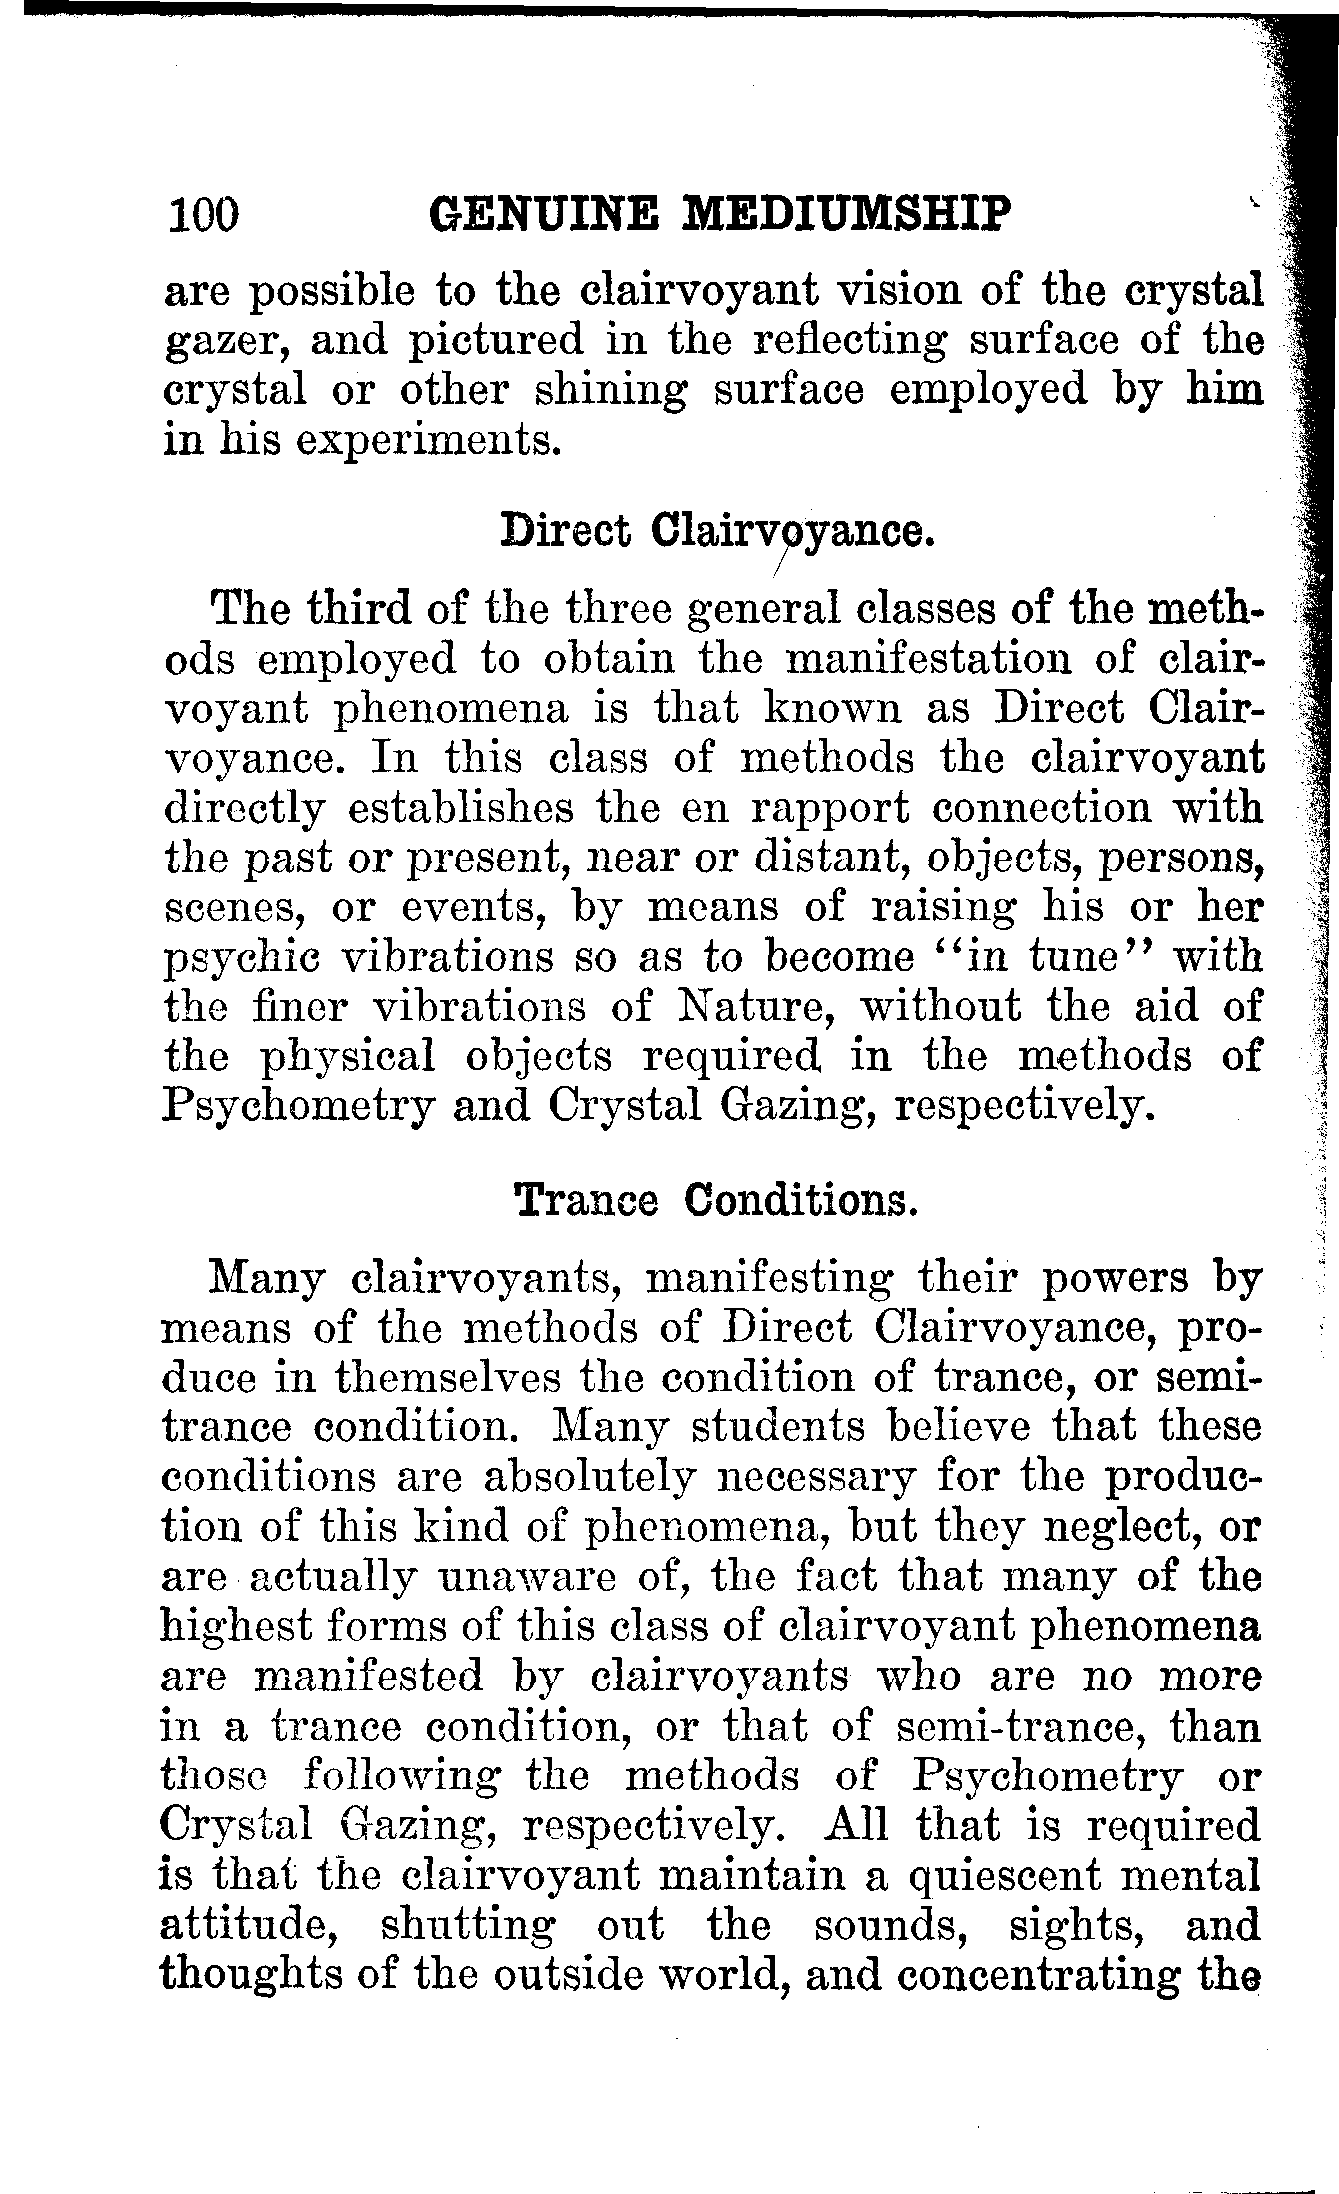 100 GENUINE MEDIUMSHIP
are possible to the clairvoyant vision of the crystal
gazer, and pictured in the reflecting surface of the
crystal or other shining surface employed by him
in his experiments.
Direct Clairvoyance.
The third of the three general classes of the meth-
ods employed to obtain the manifestation of clair-
voyant phenomena is that known as Direct Clair-
voyance. In this class of methods the clairvoyant
directly establishes the en rapport connection with
the past or present, near or distant, objects, persons,
scenes, or events, by means of raising his or her
psychic vibrations so as to become “in tune” with
the finer vibrations of Nature, without the aid of
the physical objects required in the methods of
Psychometry and Crystal Gazing, respectively.
Trance Conditions.
Many clairvoyants, manifesting their powers by
means of the methods of Direct Clairvoyance, pro-
duce in themselves the condition of trance, or semi-
trance condition. Many students believe that these
conditions are absolutely necessary for the produc-
tion of this kind of phenomena, but they neglect, or
are actually unaware of, the fact that many of the
highest forms of this class of clairvoyant phenomena
are manifested by clairvoyants who are no more
in a trance condition, or that of semi-trance, than
those following the methods of Psychometry or
Crystal Gazing, respectively. All that is required
is that the clairvoyant maintain a quiescent mental
attitude, shutting out the sounds, sights, and
thoughts of the outside world, and concentrating the